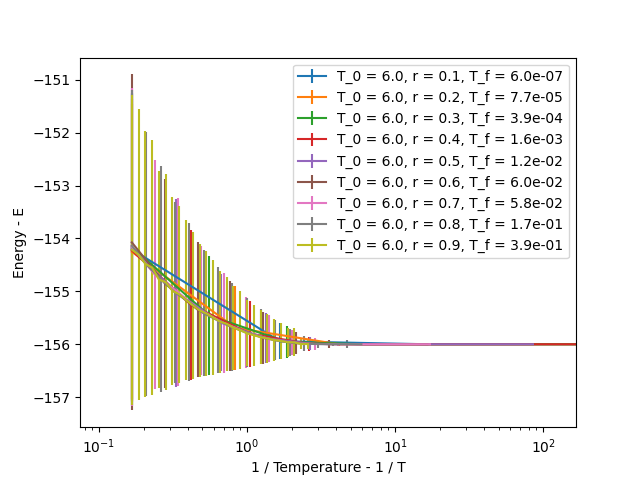 −151
−152
−153
−154
−155
−156
−157
Energy - E
T_0 = 6.0, r = 0.1, T_f = 6.0e-07
T_0 = 6.0, r = 0.2, T_f = 7.7e-05
T_0 = 6.0, r = 0.3, T_f = 3.9e-04
T_0 = 6.0, r = 0.4, T_f = 1.6e-03
T_0 = 6.0, r = 0.5, T_f = 1.2e-02
T_0 = 6.0, r = 0.6, T_f = 6.0e-02
T_0 = 6.0, r = 0.7, T_f = 5.8e-02
T_0 = 6.0, r = 0.8, T_f = 1.7e-01
T_0 = 6.0, r = 0.9, T_f = 3.9e-01
10⁻¹ 10⁰ 10¹ 10²
1 / Temperature - 1 / T